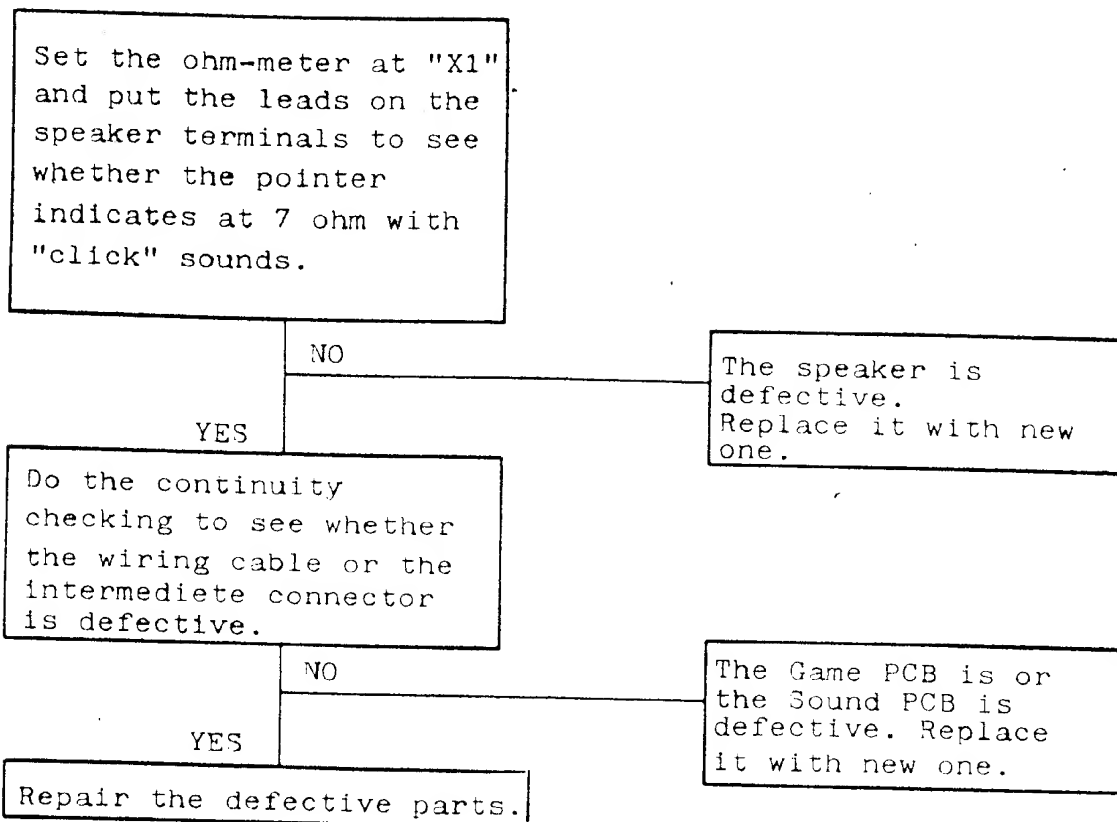 Set the ohm-meter at "X1"
and put the leads on the
speaker terminals to see
whether the pointer
indicates at 7 ohm with
"click" sounds.
NO
The speaker is
defective.
Replace it with new
one.
YES
Do the continuity
checking to see whether
the wiring cable or the
intermediete connector
is defective.
NO
The Game PCB is or
the Sound PCB is
defective. Replace
it with new one.
YES
Repair the defective parts.